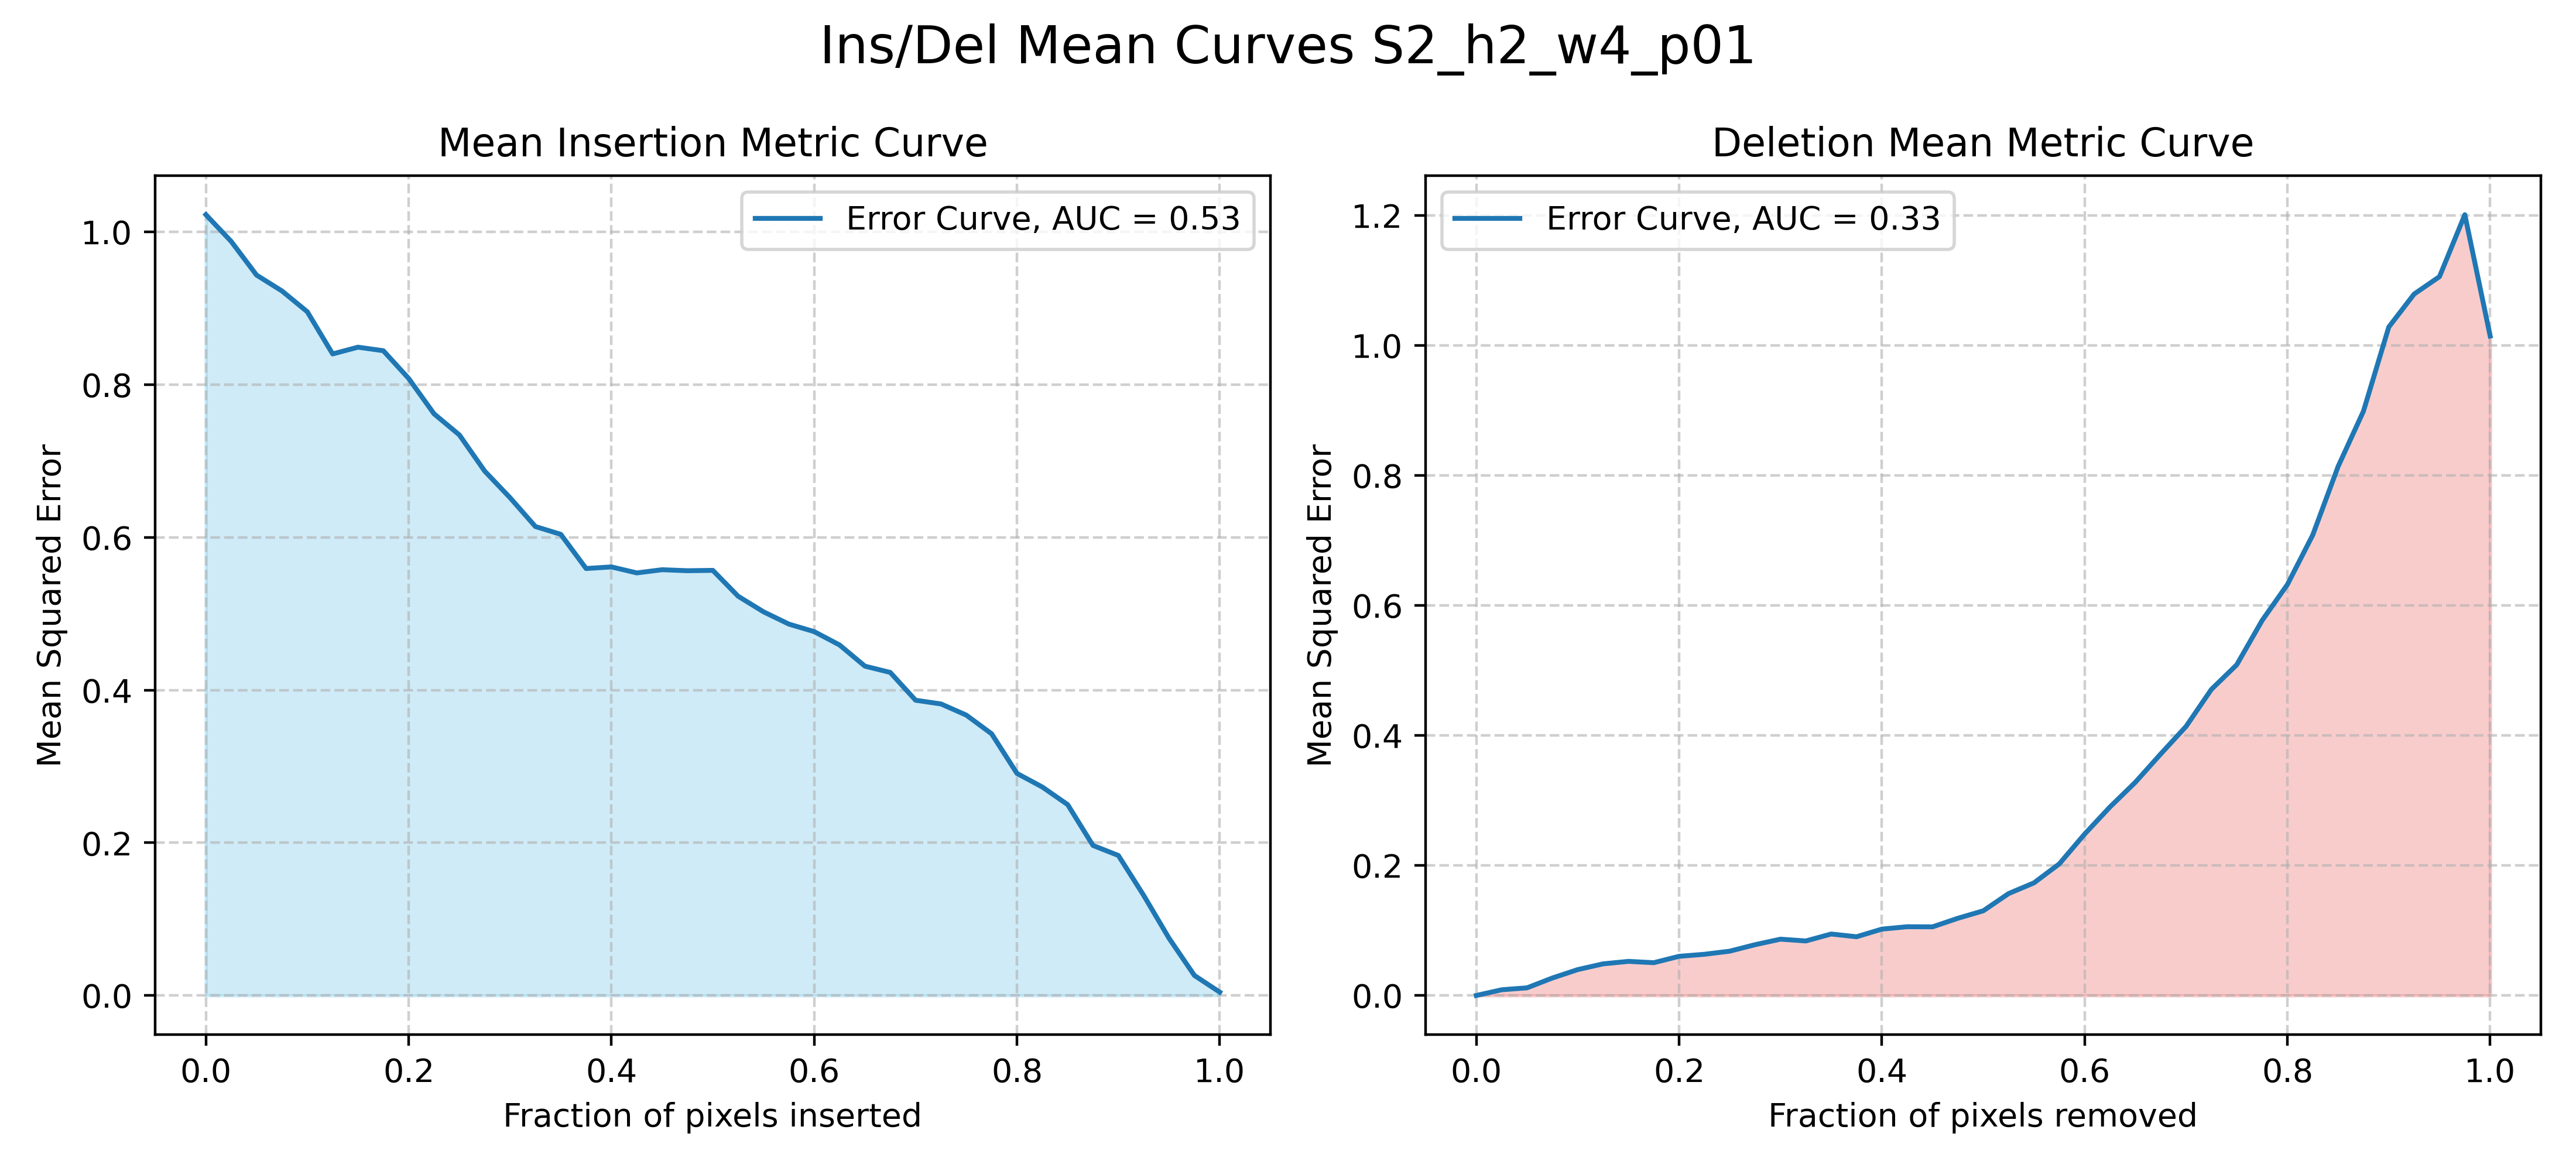 Ins/Del Mean Curves S2_h2_w4_p01
Mean Insertion Metric Curve
Error Curve, AUC = 0.53
Mean Squared Error
1.0
0.8
0.6
0.4
0.2
0.0
0.0 0.2 0.4 0.6 0.8 1.0
Fraction of pixels inserted
Deletion Mean Metric Curve
Error Curve, AUC = 0.33
Mean Squared Error
1.2
1.0
0.8
0.6
0.4
0.2
0.0
0.0 0.2 0.4 0.6 0.8 1.0
Fraction of pixels removed